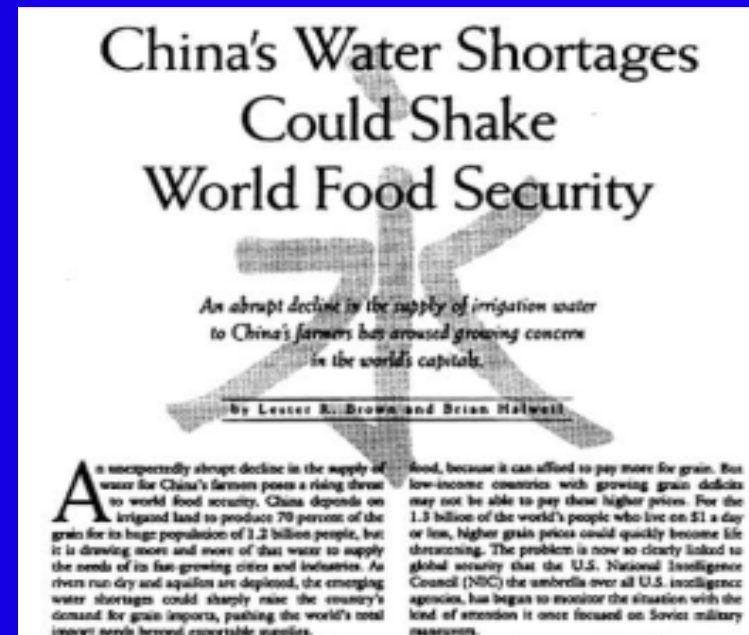 China's Water Shortages
Could Shake
World Food Security
永
An abrupt decline in the supply of irrigation water
to China's farmers has aroused growing concern
in the world's capitals.
by Lester R. Brown and Brian Halweil
An unexpectedly abrupt decline in the supply of
water for China's farmers poses a rising threat
to world food security. China depends on
irrigated land to produce 70 percent of the
grain for its huge population of 1.2 billion people, but
it is drawing more and more of that water to supply
the needs of its fast-growing cities and industries. As
rivers run dry and aquifers are depleted, the emerging
water shortages could sharply raise the country's
demand for grain imports, pushing the world's total
import needs beyond exportable supplies.
food, because it can afford to pay more for grain. But
low-income countries with growing grain deficits
may not be able to pay these higher prices. For the
1.3 billion of the world's people who live on $1 a day
or less, higher grain prices could quickly become life
threatening. The problem is now so clearly linked to
global security that the U.S. National Intelligence
Council (NIC) the umbrella over all U.S. intelligence
agencies, has begun to monitor the situation with the
kind of attention it once focused on Soviet military
maneuvers.